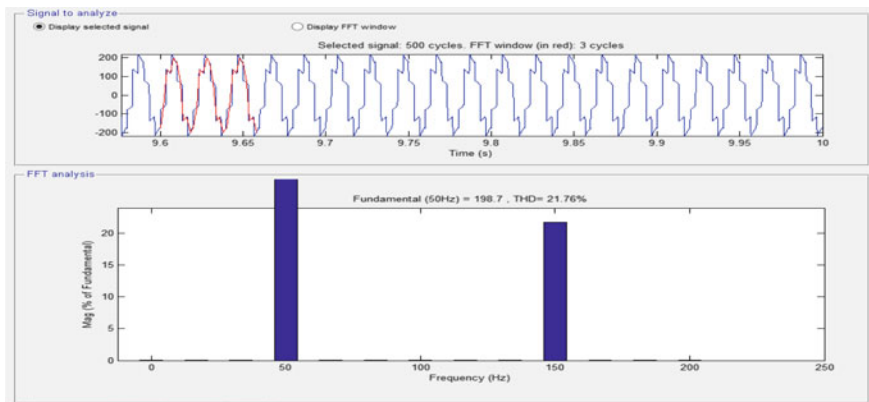 Signal to analyze
Display selected signal
Display FFT window
Selected signal: 500 cycles. FFT window (in red): 3 cycles
200
100
0
-100
-200
9.6
9.65
9.7
9.75
9.8
9.85
9.9
9.95
10
Time (s)
FFT analysis
Fundamental (50Hz) = 198.7 , THD= 21.76%
Mag (% of Fundamental)
20
15
10
5
0
0
50
100
150
200
250
Frequency (Hz)